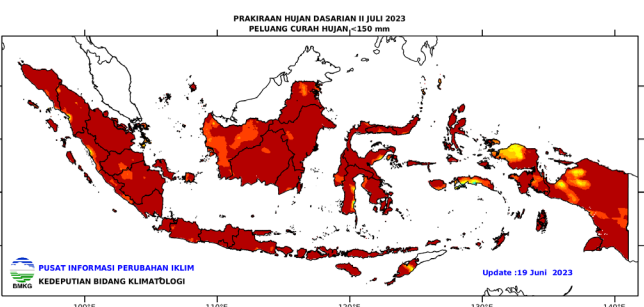 PRAKIRAAN HUJAN DASARIAN II JULI 2023
PELUANG CURAH HUJAN <150 mm
PUSAT INFORMASI PERUBAHAN IKLIM
KEDEPUTIAN BIDANG KLIMATOLOGI
BMKG
Update :19 Juni 2023